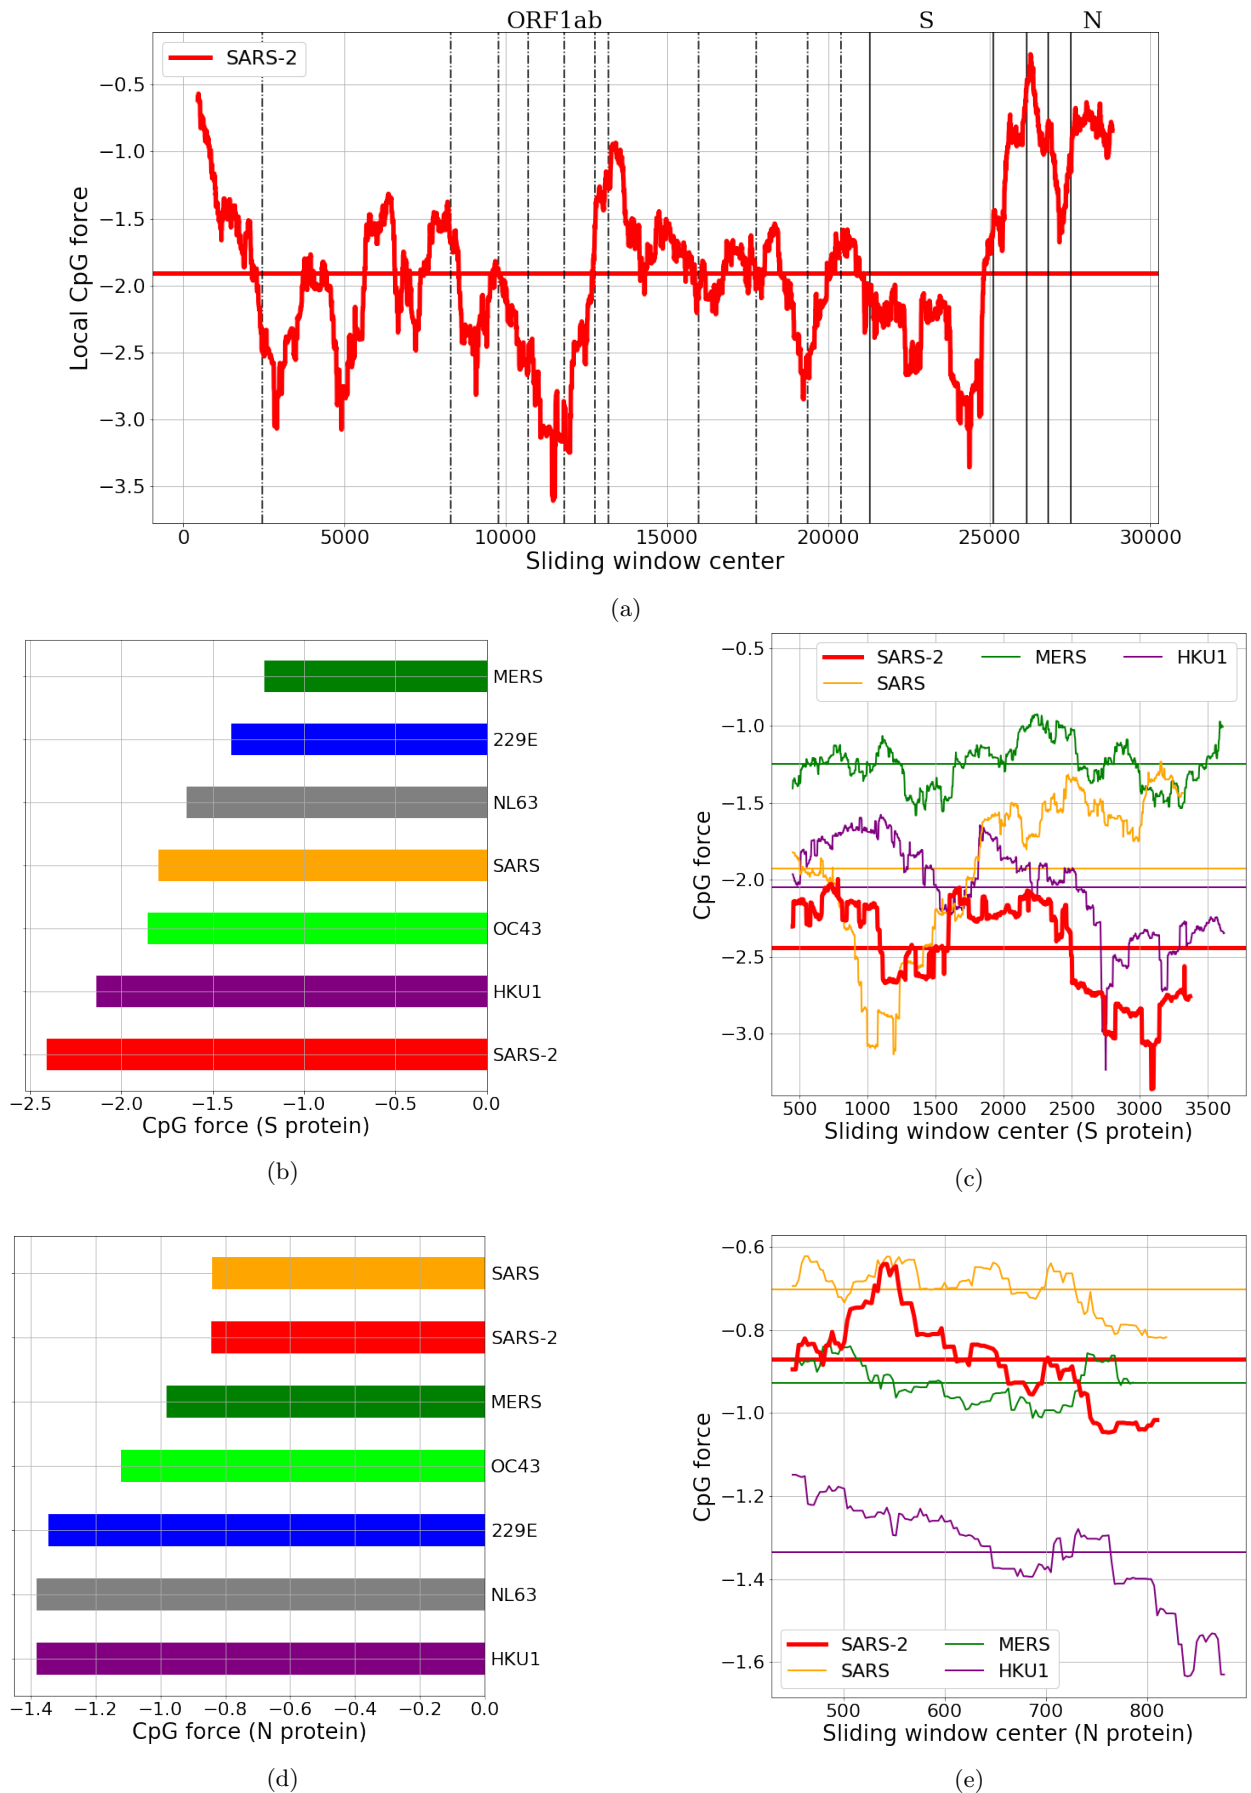 ORF1ab S N
SARS-2
−0.5
−1.0
−1.5
−2.0
−2.5
−3.0
−3.5
Local CpG force
0 5000 10000 15000 20000 25000 30000
Sliding window center
(a)
MERS
229E
NL63
SARS
OC43
HKU1
SARS-2
−2.5 −2.0 −1.5 −1.0 −0.5 0.0
CpG force (S protein)
(b)
SARS-2 MERS HKU1
SARS
−0.5
−1.0
−1.5
−2.0
−2.5
−3.0
CpG force
500 1000 1500 2000 2500 3000 3500
Sliding window center (S protein)
(c)
SARS
SARS-2
MERS
OC43
229E
NL63
HKU1
−1.4 −1.2 −1.0 −0.8 −0.6 −0.4 −0.2 0.0
CpG force (N protein)
(d)
−0.6
−0.8
−1.0
−1.2
−1.4
−1.6
CpG force
SARS-2 MERS
SARS HKU1
500 600 700 800
Sliding window center (N protein)
(e)